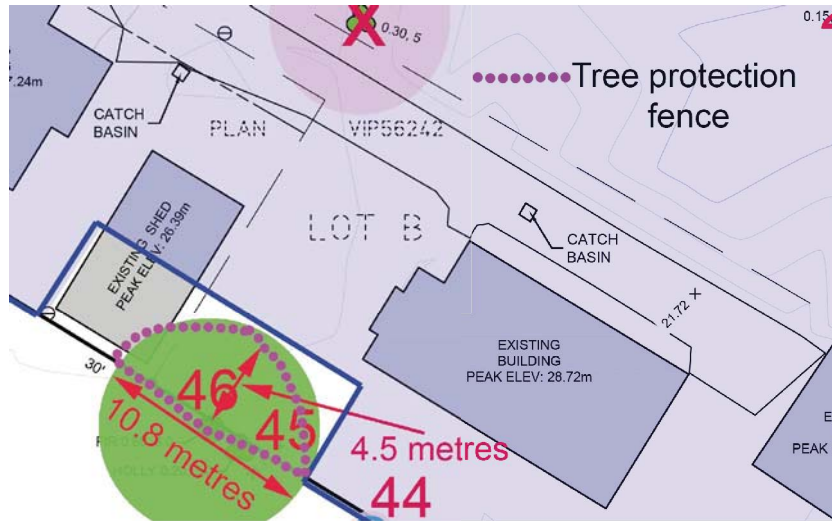 0.30, 5
0.15
Tree protection
fence
7.24m
CATCH
BASIN
PLAN VIP56242
LOT B
EXISTING SHED
PEAK ELEV: 26.39m
CATCH
BASIN
21.72 X
EXISTING
BUILDING
PEAK ELEV: 28.72m
PEAK
30'
46
45
10.8 metres
4.5 metres
44